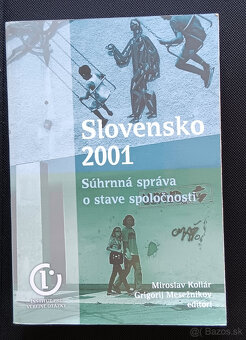 Slovensko
2001
Súhrnná správa
o stave spoločnosti
Miroslav Kollár
Grigorij Mesežnikov
editori
INŠTITÚT PRE
VEREJNÉ OTÁZKY
Bazos.sk